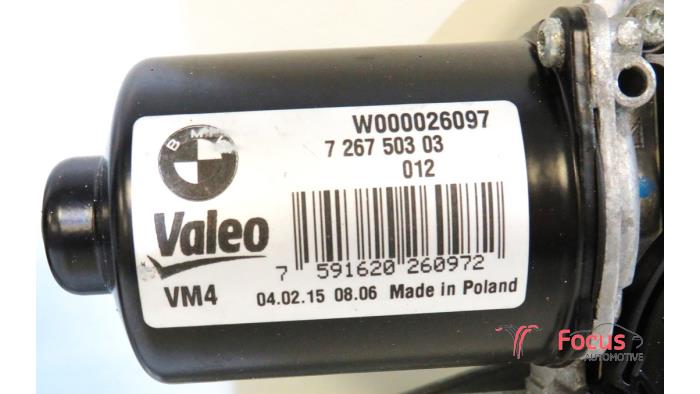 W000026097
7 267 503 03
012
BMW
Valeo
7 591620 260972
VM4
04.02.15 08.06 Made in Poland
Focus
AUTOMOTIVE